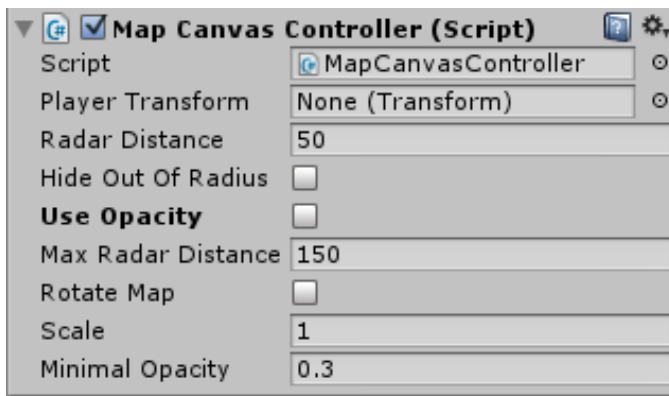 Map Canvas Controller (Script)
Script MapCanvasController
Player Transform None (Transform)
Radar Distance 50
Hide Out Of Radius
Use Opacity
Max Radar Distance 150
Rotate Map
Scale 1
Minimal Opacity 0.3